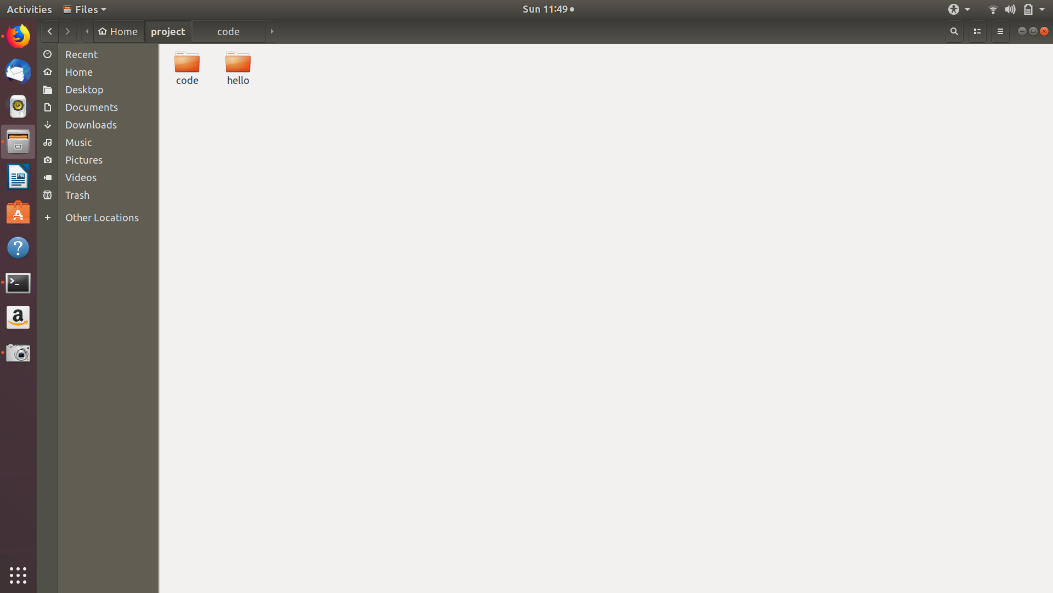 Activities Files Sun 11:49
Home project code
Recent
Home
Desktop
Documents
Downloads
Music
Pictures
Videos
Trash
Other Locations
code hello